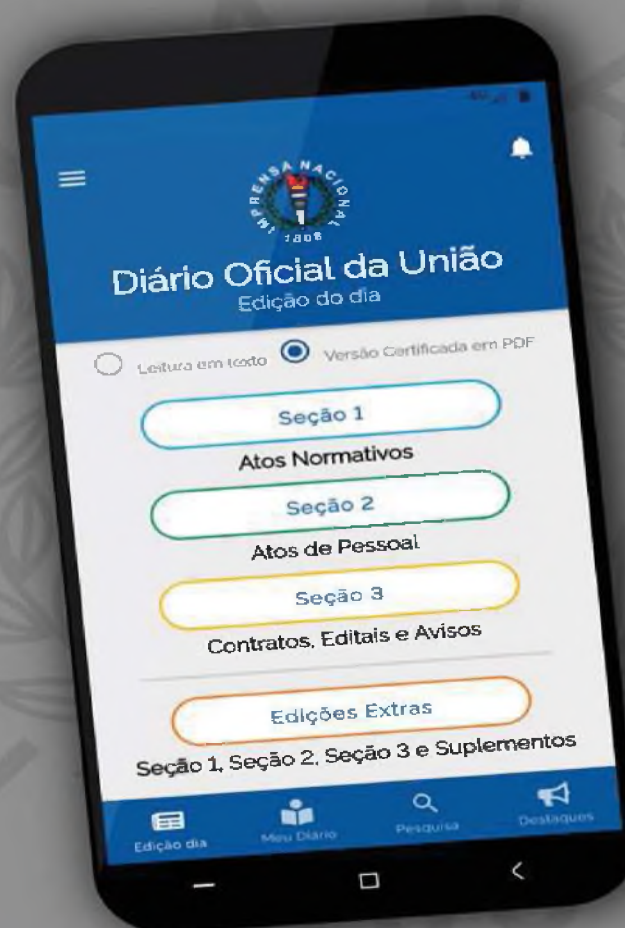 IMPRENSA NACIONAL
1808
Diário Oficial da União
Edição do dia
Leitura em texto
Versão Certificada em PDF
Seção 1
Atos Normativos
Seção 2
Atos de Pessoal
Seção 3
Contratos, Editais e Avisos
Edições Extras
Seção 1, Seção 2, Seção 3 e Suplementos
Edição dia
Meu Diário
Pesquisa
Destaques